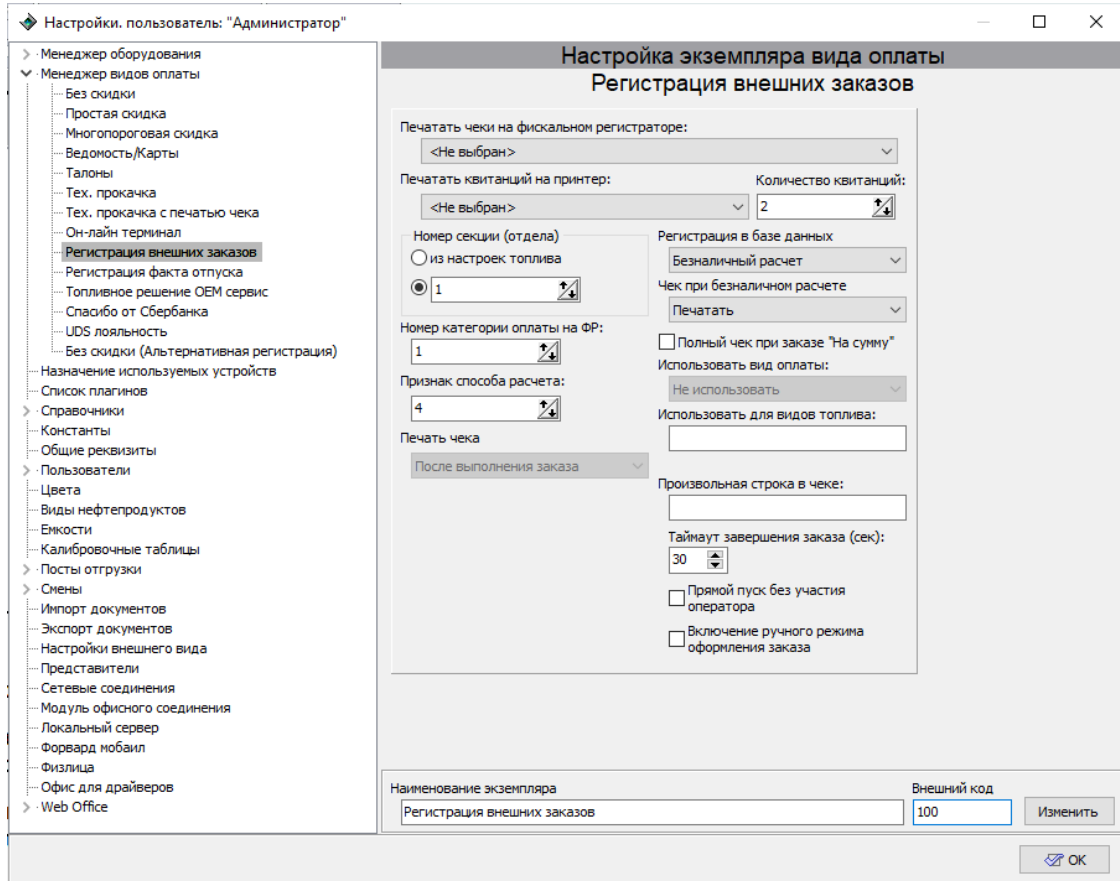 Настройки. пользователь: "Администратор"
Менеджер оборудования
Менеджер видов оплаты
Без скидки
Простая скидка
Многопороговая скидка
Ведомость/Карты
Талоны
Тех. прокачка
Тех. прокачка с печатью чека
Он-лайн терминал
Регистрация внешних заказов
Регистрация факта отпуска
Топливное решение ОЕМ сервис
Спасибо от Сбербанка
UDS лояльность
Без скидки (Альтернативная регистрация)
Назначение используемых устройств
Список плагинов
Справочники
Константы
Общие реквизиты
Пользователи
Цвета
Виды нефтепродуктов
Емкости
Калибровочные таблицы
Посты отгрузки
Смены
Импорт документов
Экспорт документов
Настройки внешнего вида
Представители
Сетевые соединения
Модуль офисного соединения
Локальный сервер
Форвард мобаил
Физлица
Офис для драйверов
Web Office
Настройка экземпляра вида оплаты
Регистрация внешних заказов
Печатать чеки на фискальном регистраторе:
<Не выбран>
Печатать квитанций на принтер:
<Не выбран>
Количество квитанций:
2
Номер секции (отдела)
из настроек топлива
1
Номер категории оплаты на ФР:
1
Признак способа расчета:
4
Печать чека
После выполнения заказа
Регистрация в базе данных
Безналичный расчет
Чек при безналичном расчете
Печатать
Полный чек при заказе "На сумму"
Использовать вид оплаты:
Не использовать
Использовать для видов топлива:
Произвольная строка в чеке:
Таймаут завершения заказа (сек):
30
Прямой пуск без участия
оператора
Включение ручного режима
оформления заказа
Наименование экземпляра
Регистрация внешних заказов
Внешний код
100
Изменить
OK